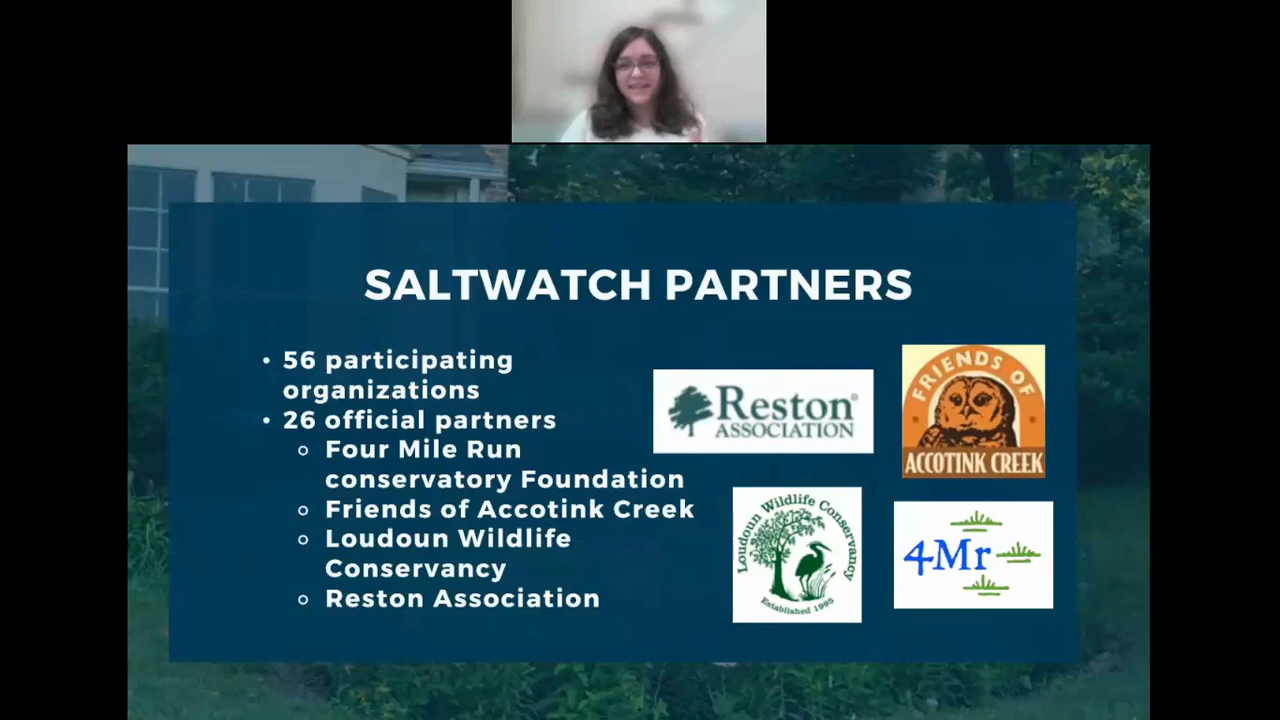 SALTWATCH PARTNERS
• 56 participating
organizations
• 26 official partners
◦ Four Mile Run
conservatory Foundation
◦ Friends of Accotink Creek
◦ Loudoun Wildlife
Conservancy
◦ Reston Association
Reston®
ASSOCIATION
FRIENDS OF
ACCOTINK CREEK
Loudoun Wildlife Conservancy
Established 1995
4Mr